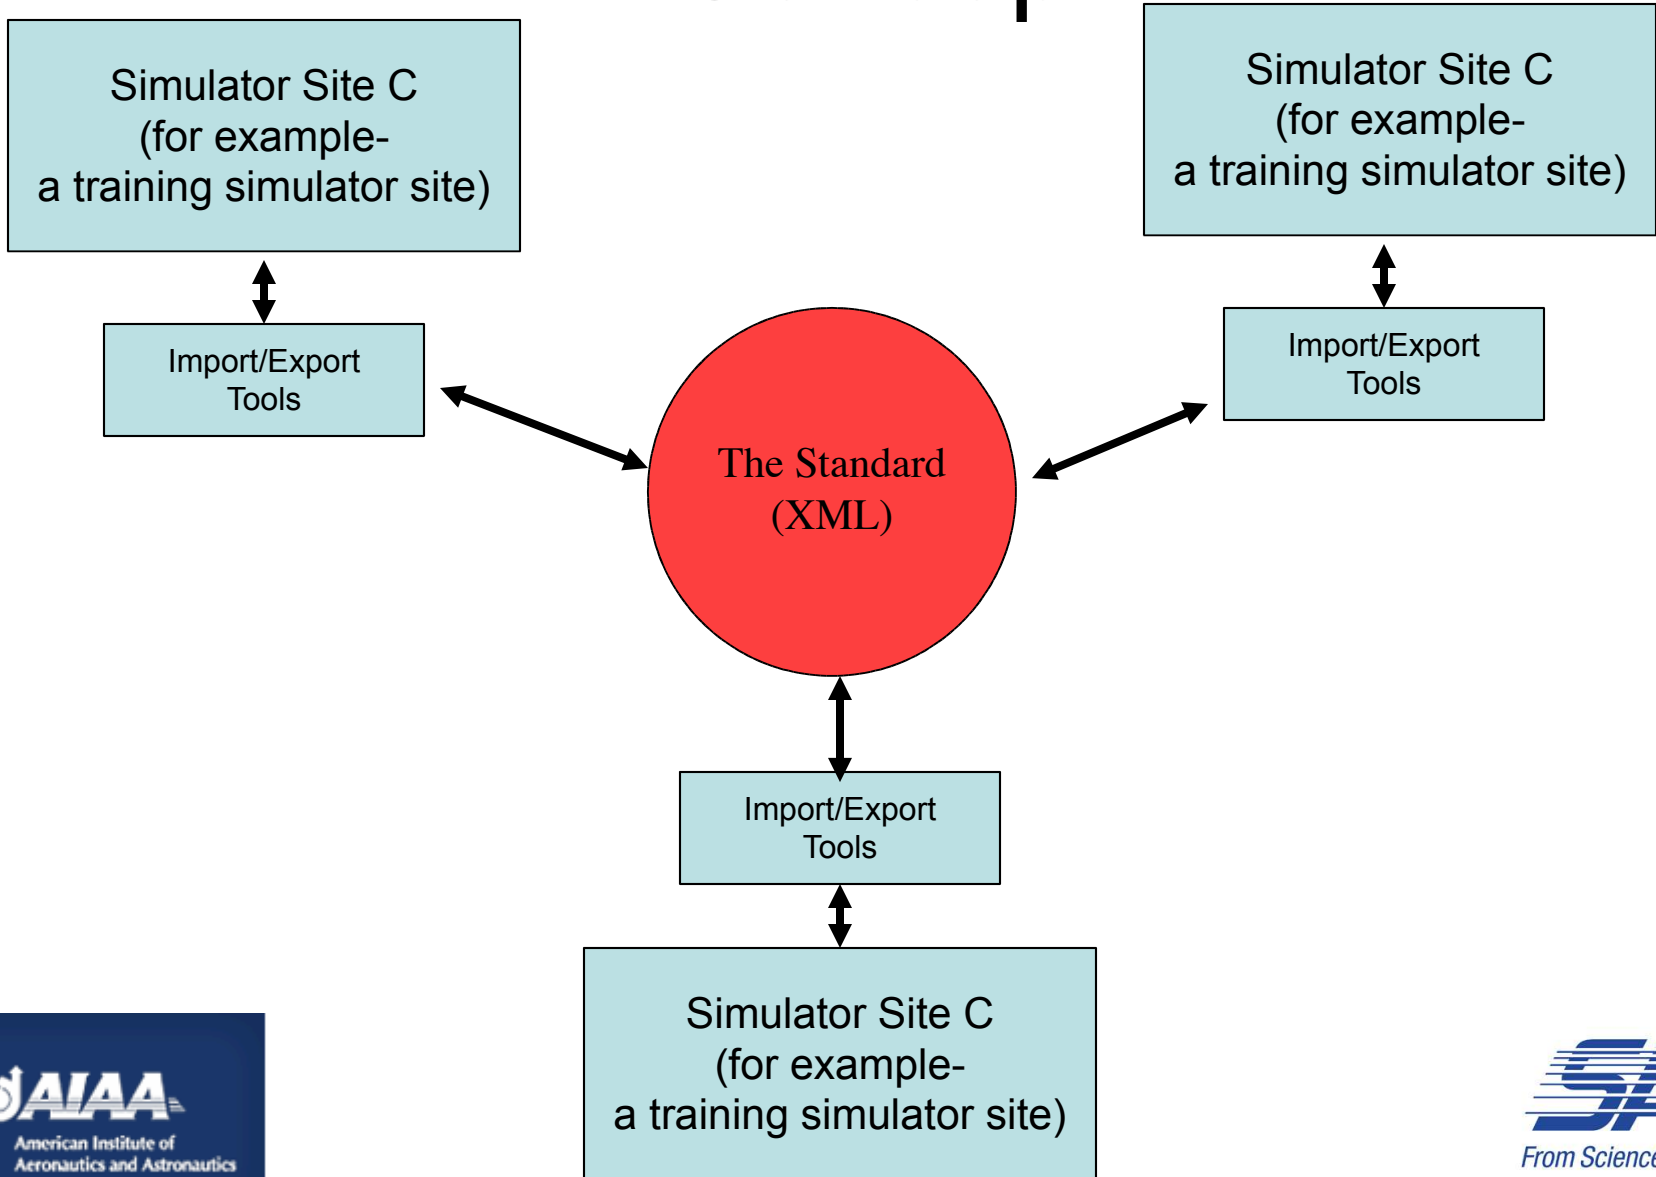 Simulator Site C
(for example-
a training simulator site)
Simulator Site C
(for example-
a training simulator site)
Import/Export
Tools
Import/Export
Tools
The Standard
(XML)
Import/Export
Tools
Simulator Site C
(for example-
a training simulator site)
AIAA
American Institute of
Aeronautics and Astronautics
From Science